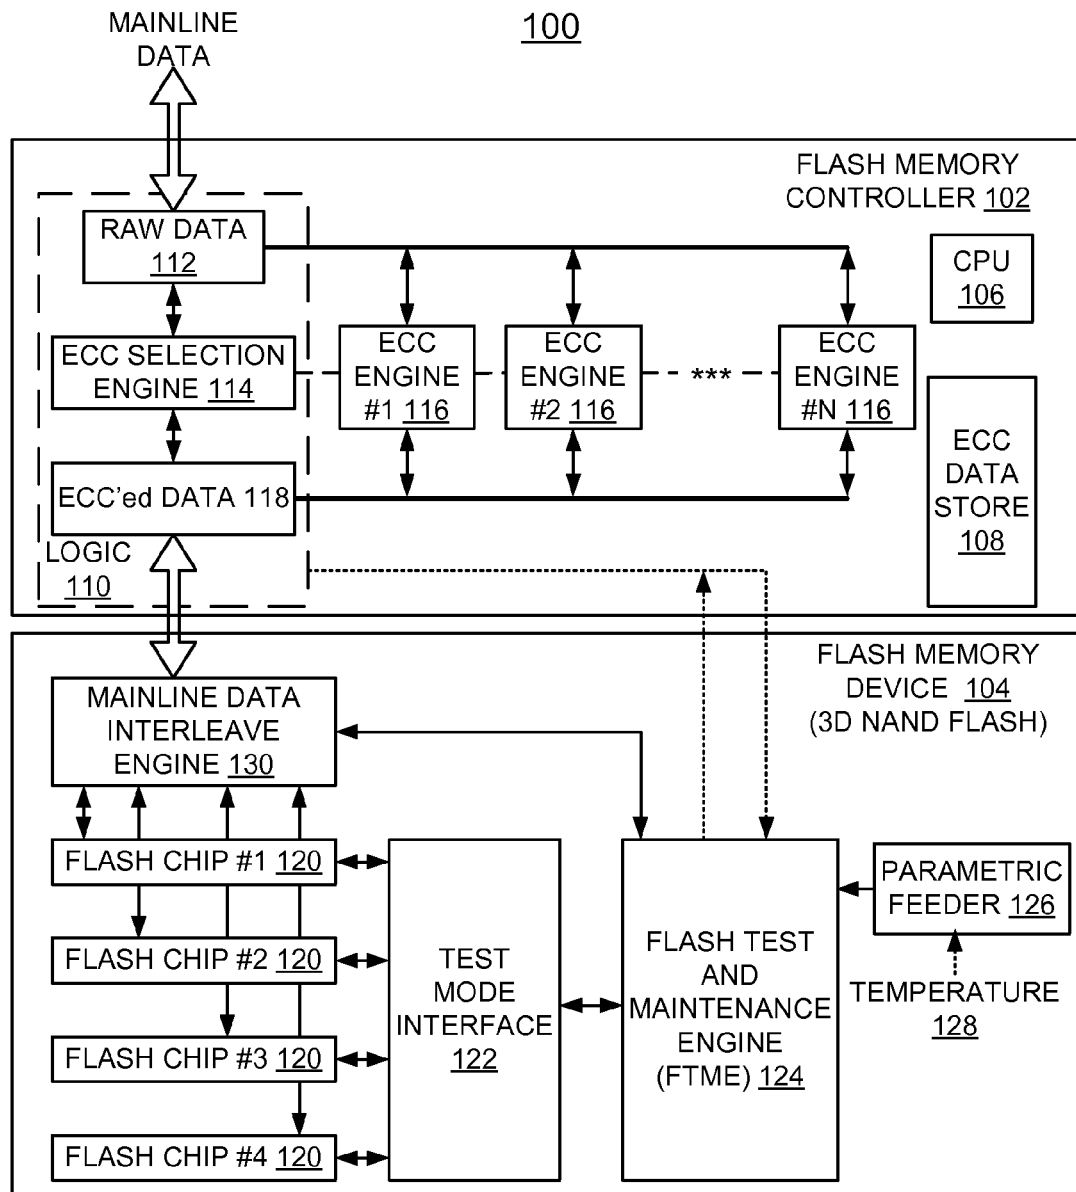 100
MAINLINE
DATA
FLASH MEMORY
CONTROLLER 102
RAW DATA
112
CPU
106
ECC SELECTION
ENGINE 114
ECC
ENGINE
#1 116
ECC
ENGINE
#2 116
***
ECC
ENGINE
#N 116
ECC
DATA
STORE
108
ECC'ed DATA 118
LOGIC
110
FLASH MEMORY
DEVICE 104
(3D NAND FLASH)
MAINLINE DATA
INTERLEAVE
ENGINE 130
FLASH CHIP #1 120
FLASH CHIP #2 120
FLASH CHIP #3 120
FLASH CHIP #4 120
TEST
MODE
INTERFACE
122
FLASH TEST
AND
MAINTENANCE
ENGINE
(FTME) 124
PARAMETRIC
FEEDER 126
TEMPERATURE
128